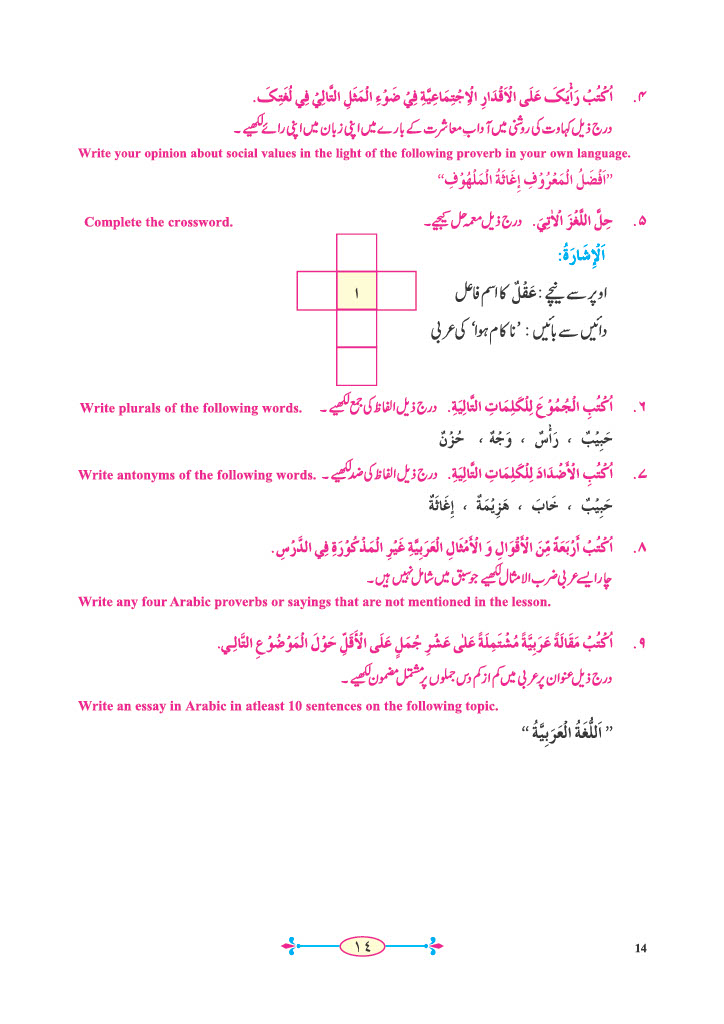 ۴. اُكْتُبْ رَأْيَكَ عَلَى الْاَقْدَارِ الْاِجْتِمَاعِيَّةِ فِيْ ضَوْءِ الْمَثَلِ التَّالِيْ فِي لُغَتِكَ.
درج ذیل کہاوت کی روشنی میں آداب معاشرت کے بارے میں اپنی زبان میں اپنی رائے لکھیے۔
Write your opinion about social values in the light of the following proverb in your own language.
”اَفْضَلُ الْمَعْرُوْفِ اِغَاثَةُ الْمَلْهُوْفِ“
۵. حِلَّ اللَّغْزَ الْاٰتِيَ. درج ذیل معمہ حل کیجیے۔ Complete the crossword.
اَلْإِشَارَةُ:
اوپر سے نیچے : عَقْلٌ کا اسم فاعل
۱
دائیں سے بائیں : ’ناکام ہوا‘ کی عربی
۶. اُكْتُبِ الْجُمُوْعَ لِلْكَلِمَاتِ التَّالِيَةِ. درج ذیل الفاظ کی جمع لکھیے۔ Write plurals of the following words.
حَبِيْبٌ ، رَأْسٌ ، وَجْهٌ ، حُزْنٌ
۷. اُكْتُبِ الْأَضْدَادَ لِلْكَلِمَاتِ التَّالِيَةِ. درج ذیل الفاظ کی ضد لکھیے۔ Write antonyms of the following words.
حَبِيْبٌ ، خَابَ ، هَزِيْمَةٌ ، إِغَاثَةٌ
۸. اُكْتُبْ أَرْبَعَةً مِّنَ الْأَقْوَالِ وَ الْأَمْثَالِ الْعَرَبِيَّةِ غَيْرِ الْمَذْكُوْرَةِ فِي الدَّرْسِ.
چار ایسے عربی ضرب الامثال لکھیے جو سبق میں شامل نہیں ہیں۔
Write any four Arabic proverbs or sayings that are not mentioned in the lesson.
۹. اُكْتُبْ مَقَالَةً عَرَبِيَّةً مُشْتَمِلَةً عَلٰى عَشْرِ جُمَلٍ عَلَى الْأَقَلِّ حَوْلَ الْمَوْضُوْعِ التَّالِي.
درج ذیل عنوان پر عربی میں کم از کم دس جملوں پر مشتمل مضمون لکھیے۔
Write an essay in Arabic in atleast 10 sentences on the following topic.
” اَللُّغَةُ الْعَرَبِيَّةُ “
١٤
14